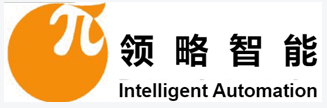 π
领略智能
Intelligent Automation